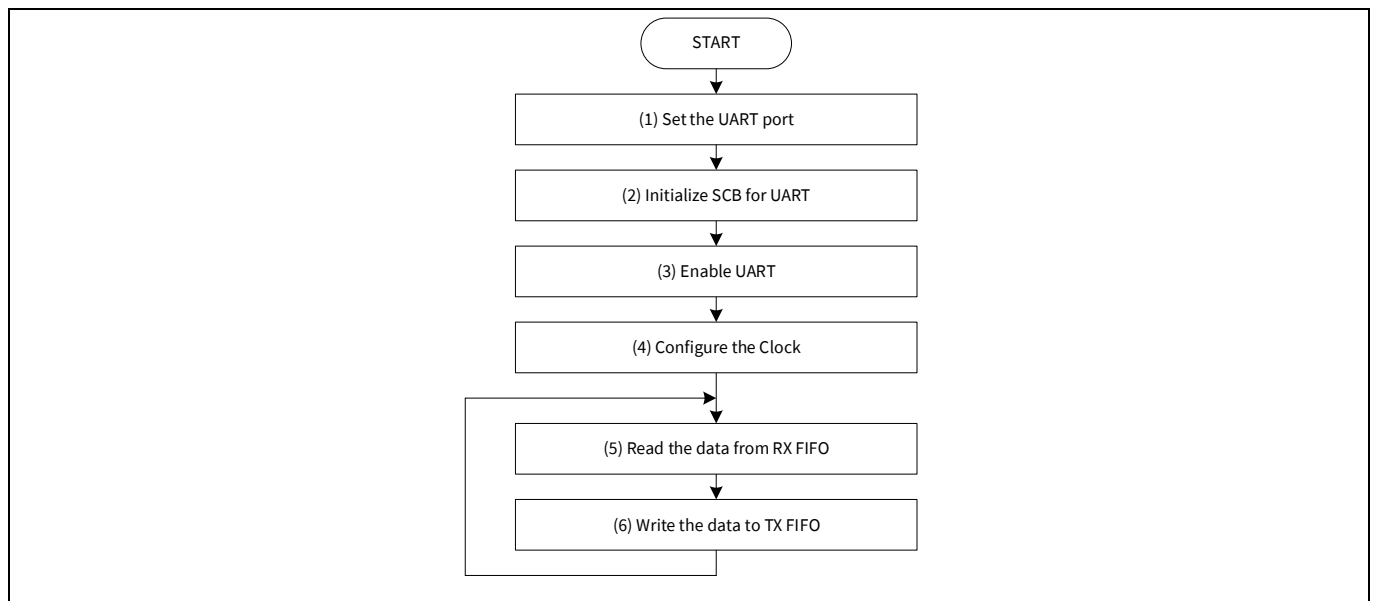 START
(1) Set the UART port
(2) Initialize SCB for UART
(3) Enable UART
(4) Configure the Clock
(5) Read the data from RX FIFO
(6) Write the data to TX FIFO